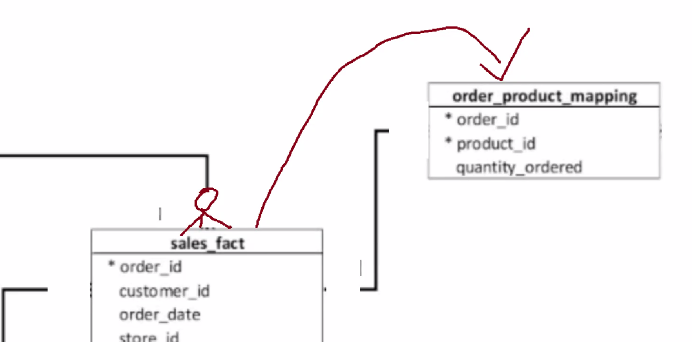 order_product_mapping
* order_id
* product_id
quantity_ordered
sales_fact
* order_id
customer_id
order_date
store_id